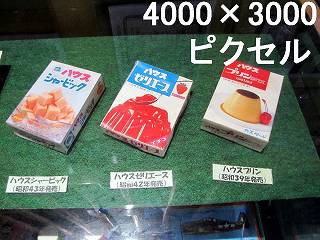 4000×3000
ピクセル
ハウス
シャービック
ハウス
ゼリエース
ハウス
プリン
ハウスシャービック
(昭和43年発売)
ハウスゼリエース
(昭和42年発売)
ハウスプリン
(昭和39年発売)